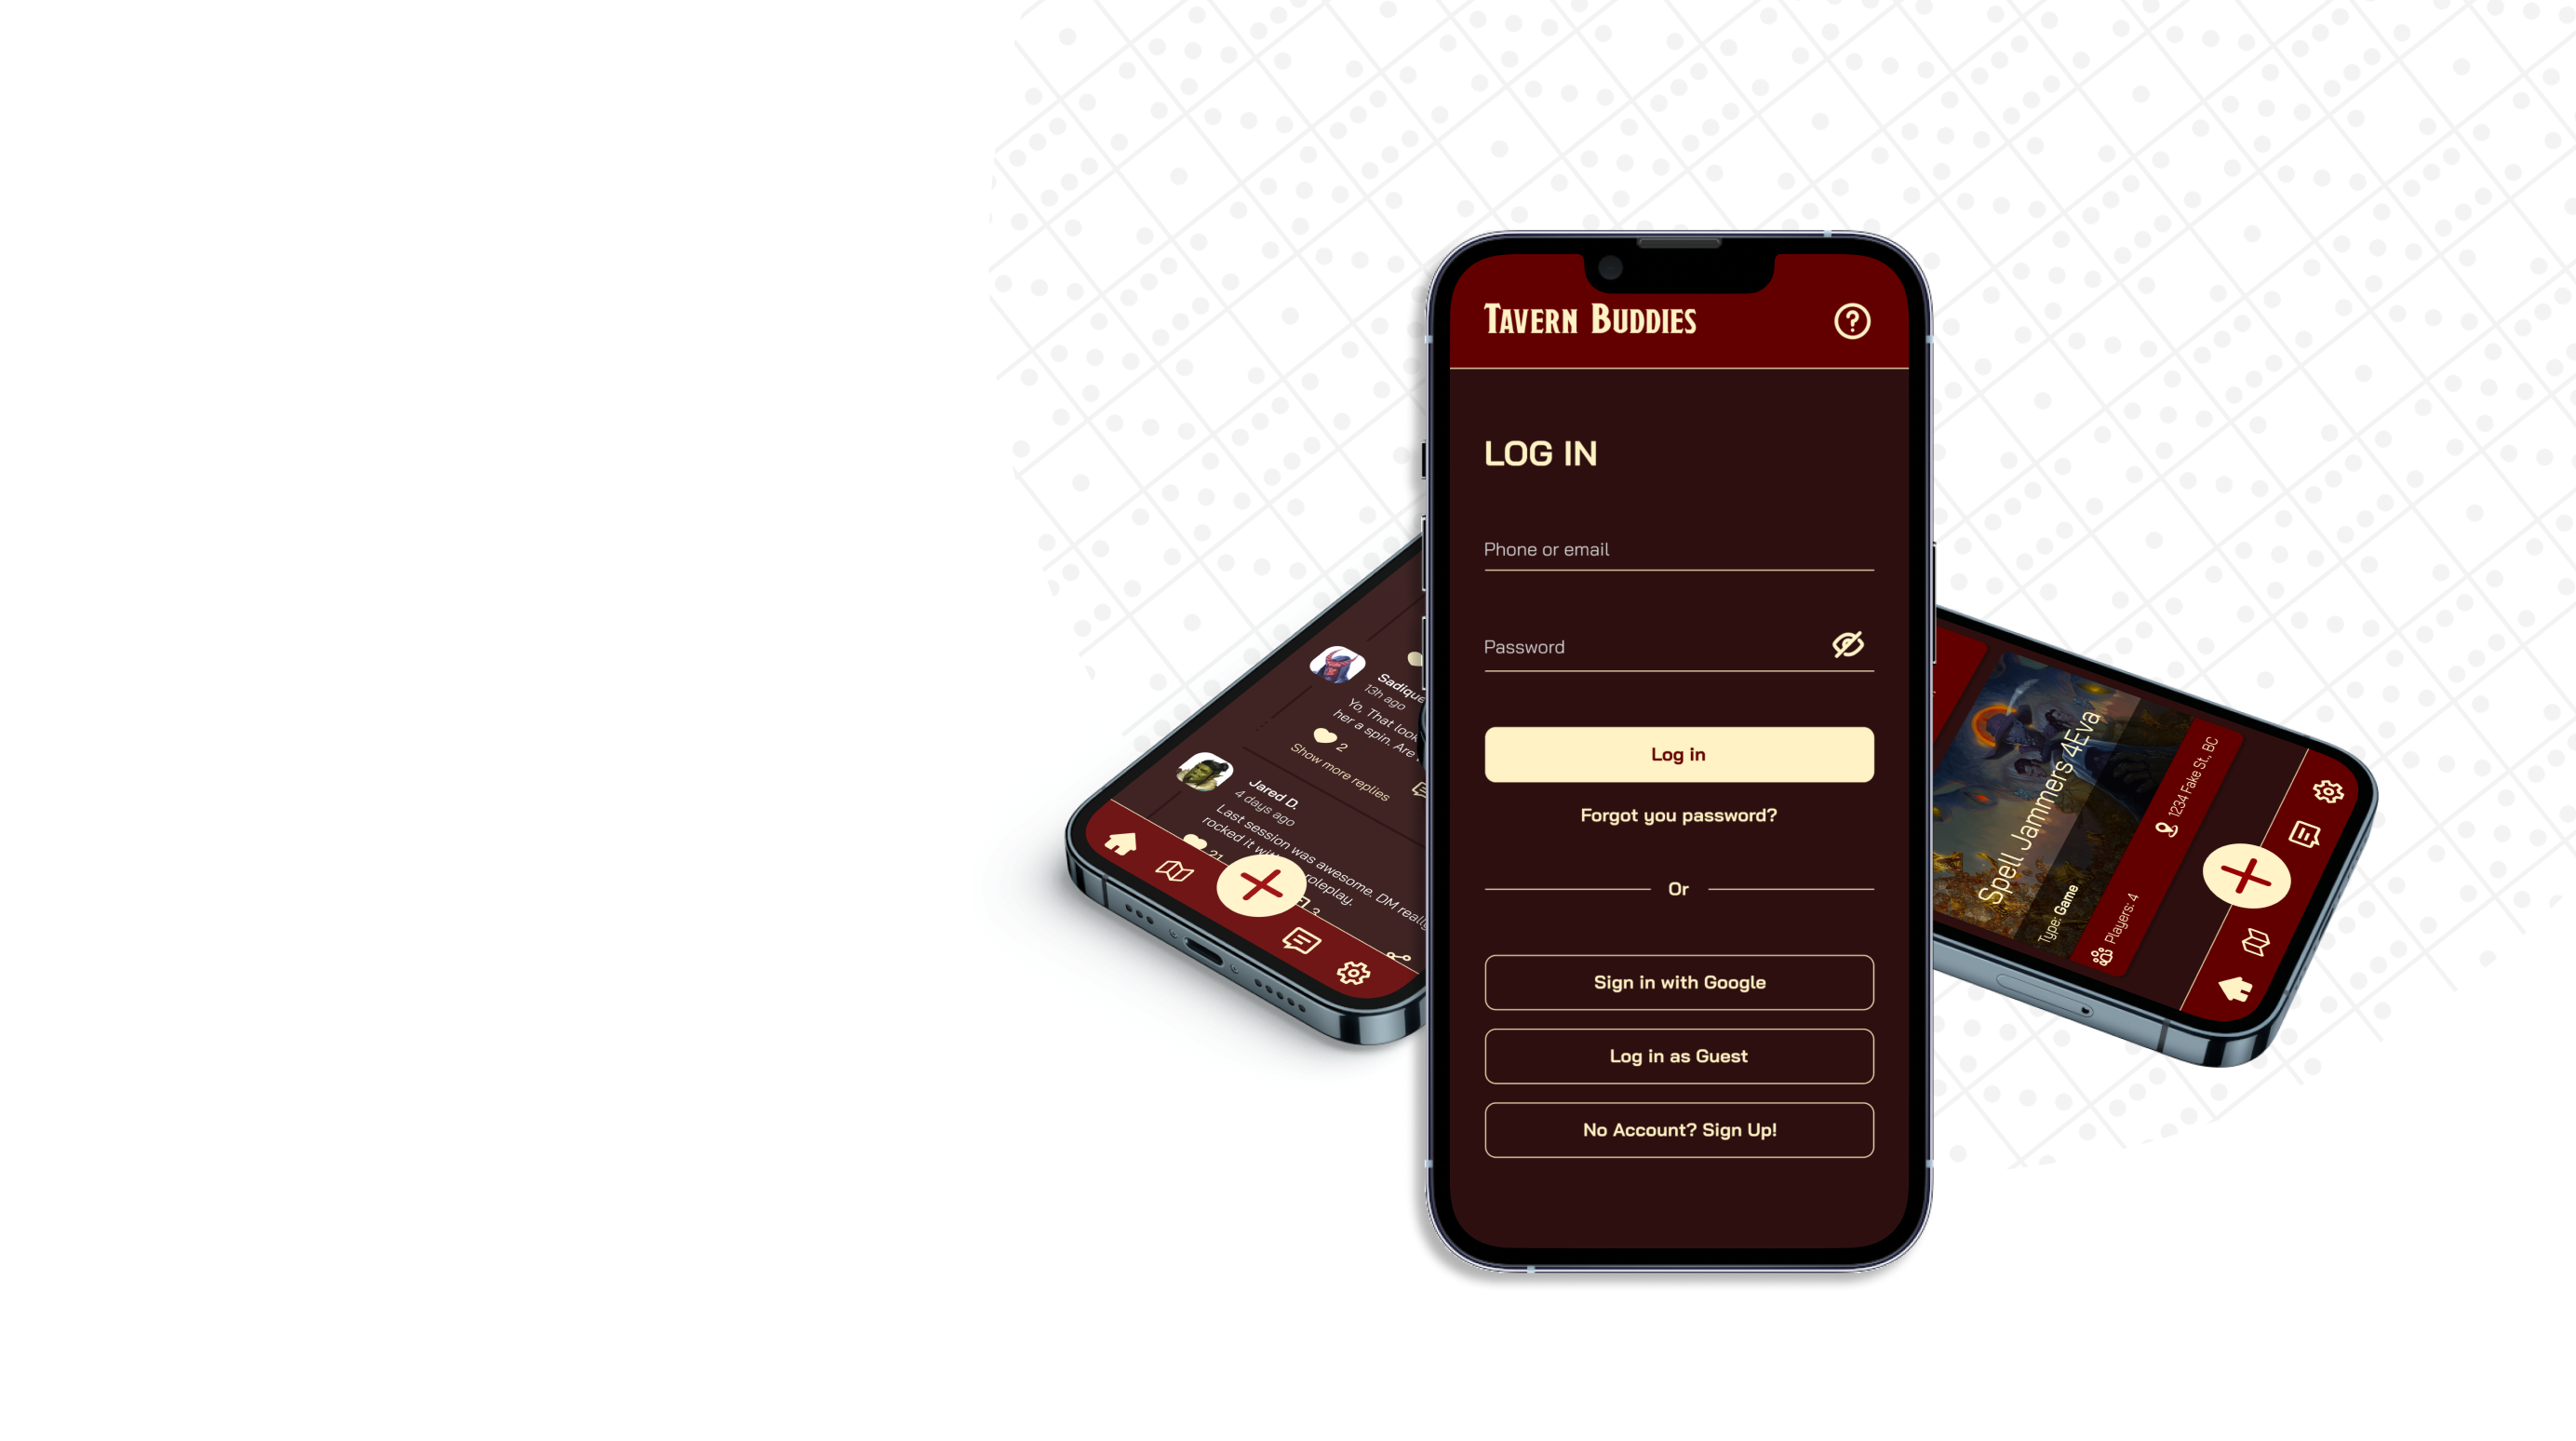 Tavern Buddies
LOG IN
Phone or email
Password
Log in
Forgot you password?
Or
Sign in with Google
Log in as Guest
No Account? Sign Up!
Sadique
13h ago
Yo, That look
her a spin. Are
2
Show more replies
Jared D.
4 days ago
Last session was awesome. DM really
rocked it with roleplay.
21
3
Spell Jammers 4Eva
Type: Game
Players: 4
1234 Fake St., BC